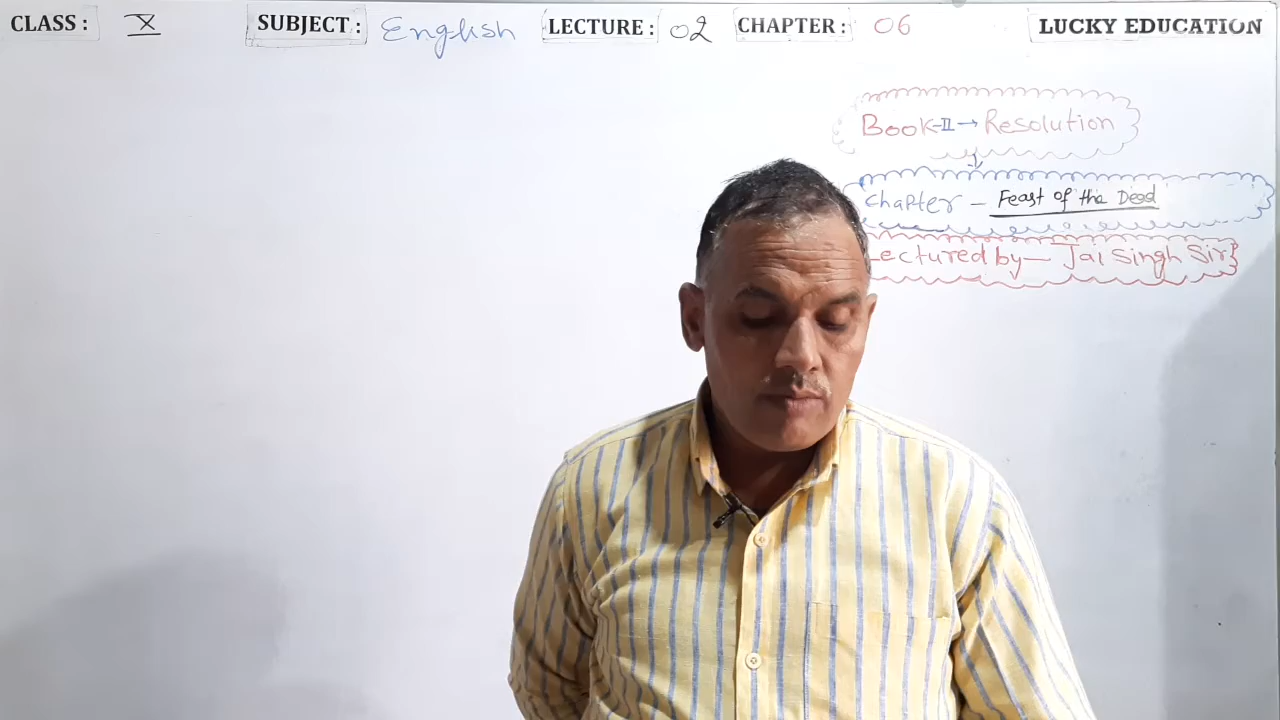 CLASS : X SUBJECT : English LECTURE : 02 CHAPTER : 06 LUCKY EDUCATION
Book-II → Resolution
Chapter - Feast of the Dead
Lectured by - Jai Singh Sir